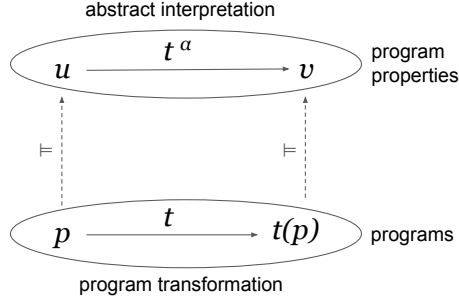 abstract interpretation
t α
u
v
program
properties
⊨
⊨
t
p
t(p)
programs
program transformation